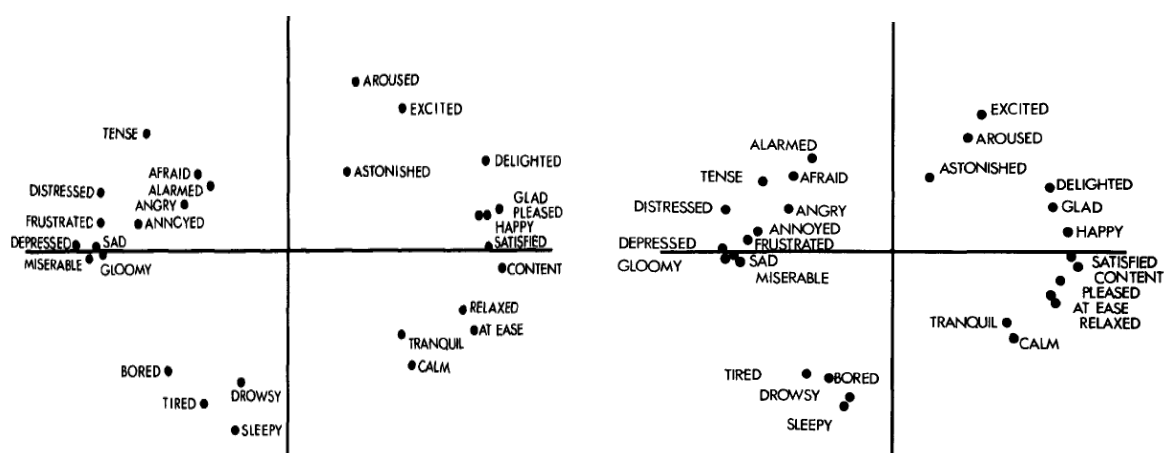 AROUSED
EXCITED
TENSE
ASTONISHED
DELIGHTED
AFRAID
ALARMED
DISTRESSED
ANGRY
GLAD
PLEASED
HAPPY
FRUSTRATED
ANNOYED
DEPRESSED
SAD
SATISFIED
MISERABLE
GLOOMY
CONTENT
RELAXED
AT EASE
TRANQUIL
CALM
BORED
DROWSY
TIRED
SLEEPY
EXCITED
AROUSED
ALARMED
ASTONISHED
TENSE
AFRAID
DELIGHTED
DISTRESSED
ANGRY
GLAD
ANNOYED
HAPPY
DEPRESSED
FRUSTRATED
GLOOMY
SAD
SATISFIED
MISERABLE
CONTENT
PLEASED
AT EASE
TRANQUIL
RELAXED
CALM
TIRED
BORED
DROWSY
SLEEPY